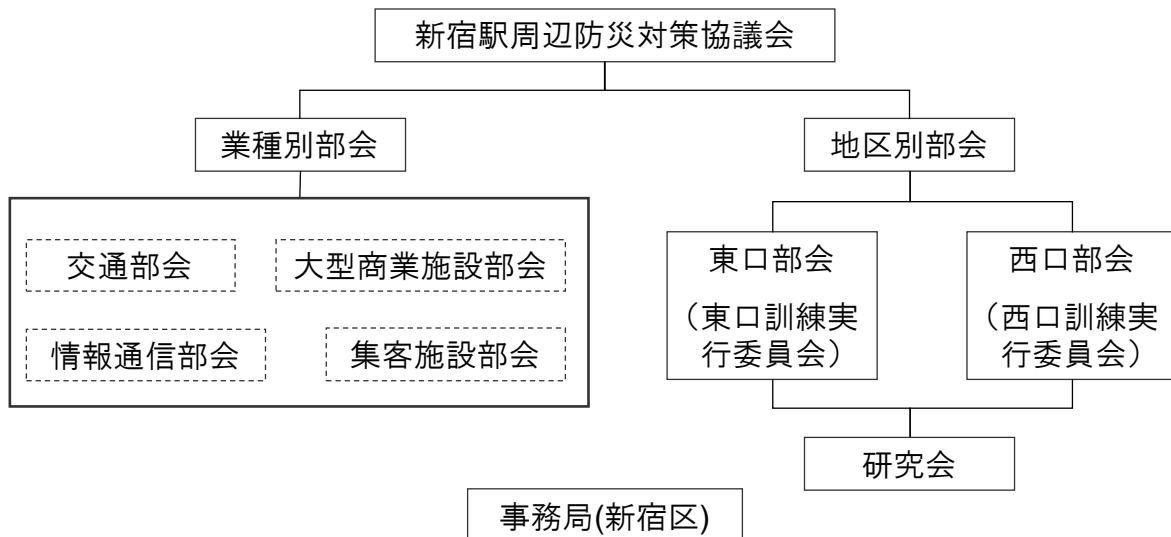 新宿駅周辺防災対策協議会
業種別部会
地区別部会
交通部会
大型商業施設部会
情報通信部会
集客施設部会
東口部会
(東口訓練実
行委員会)
西口部会
(西口訓練実
行委員会)
研究会
事務局(新宿区)